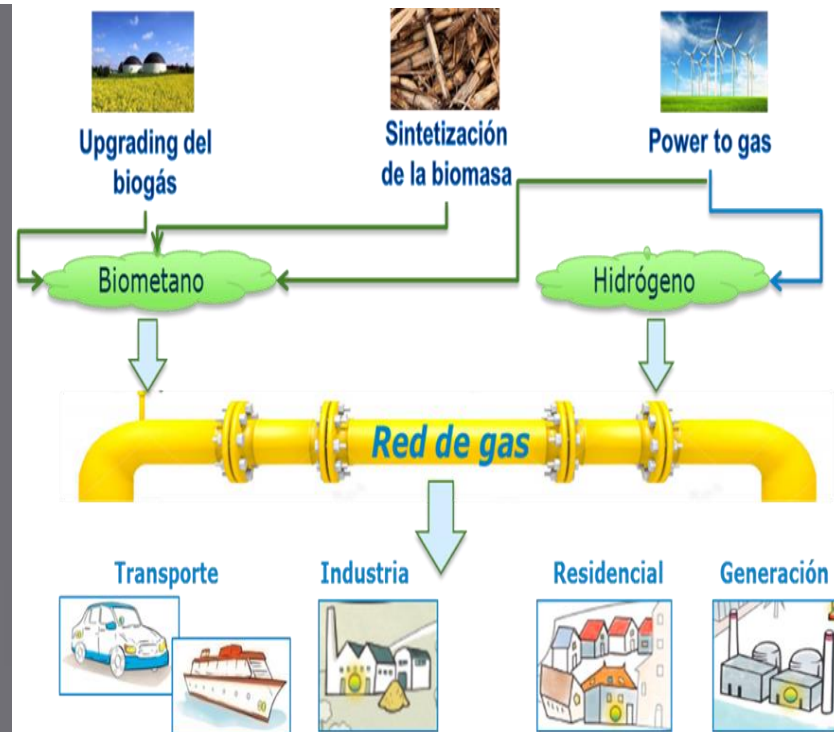 Upgrading del
biogás
Sintetización
de la biomasa
Power to gas
Biometano
Hidrógeno
Red de gas
Transporte
Industria
Residencial
Generación